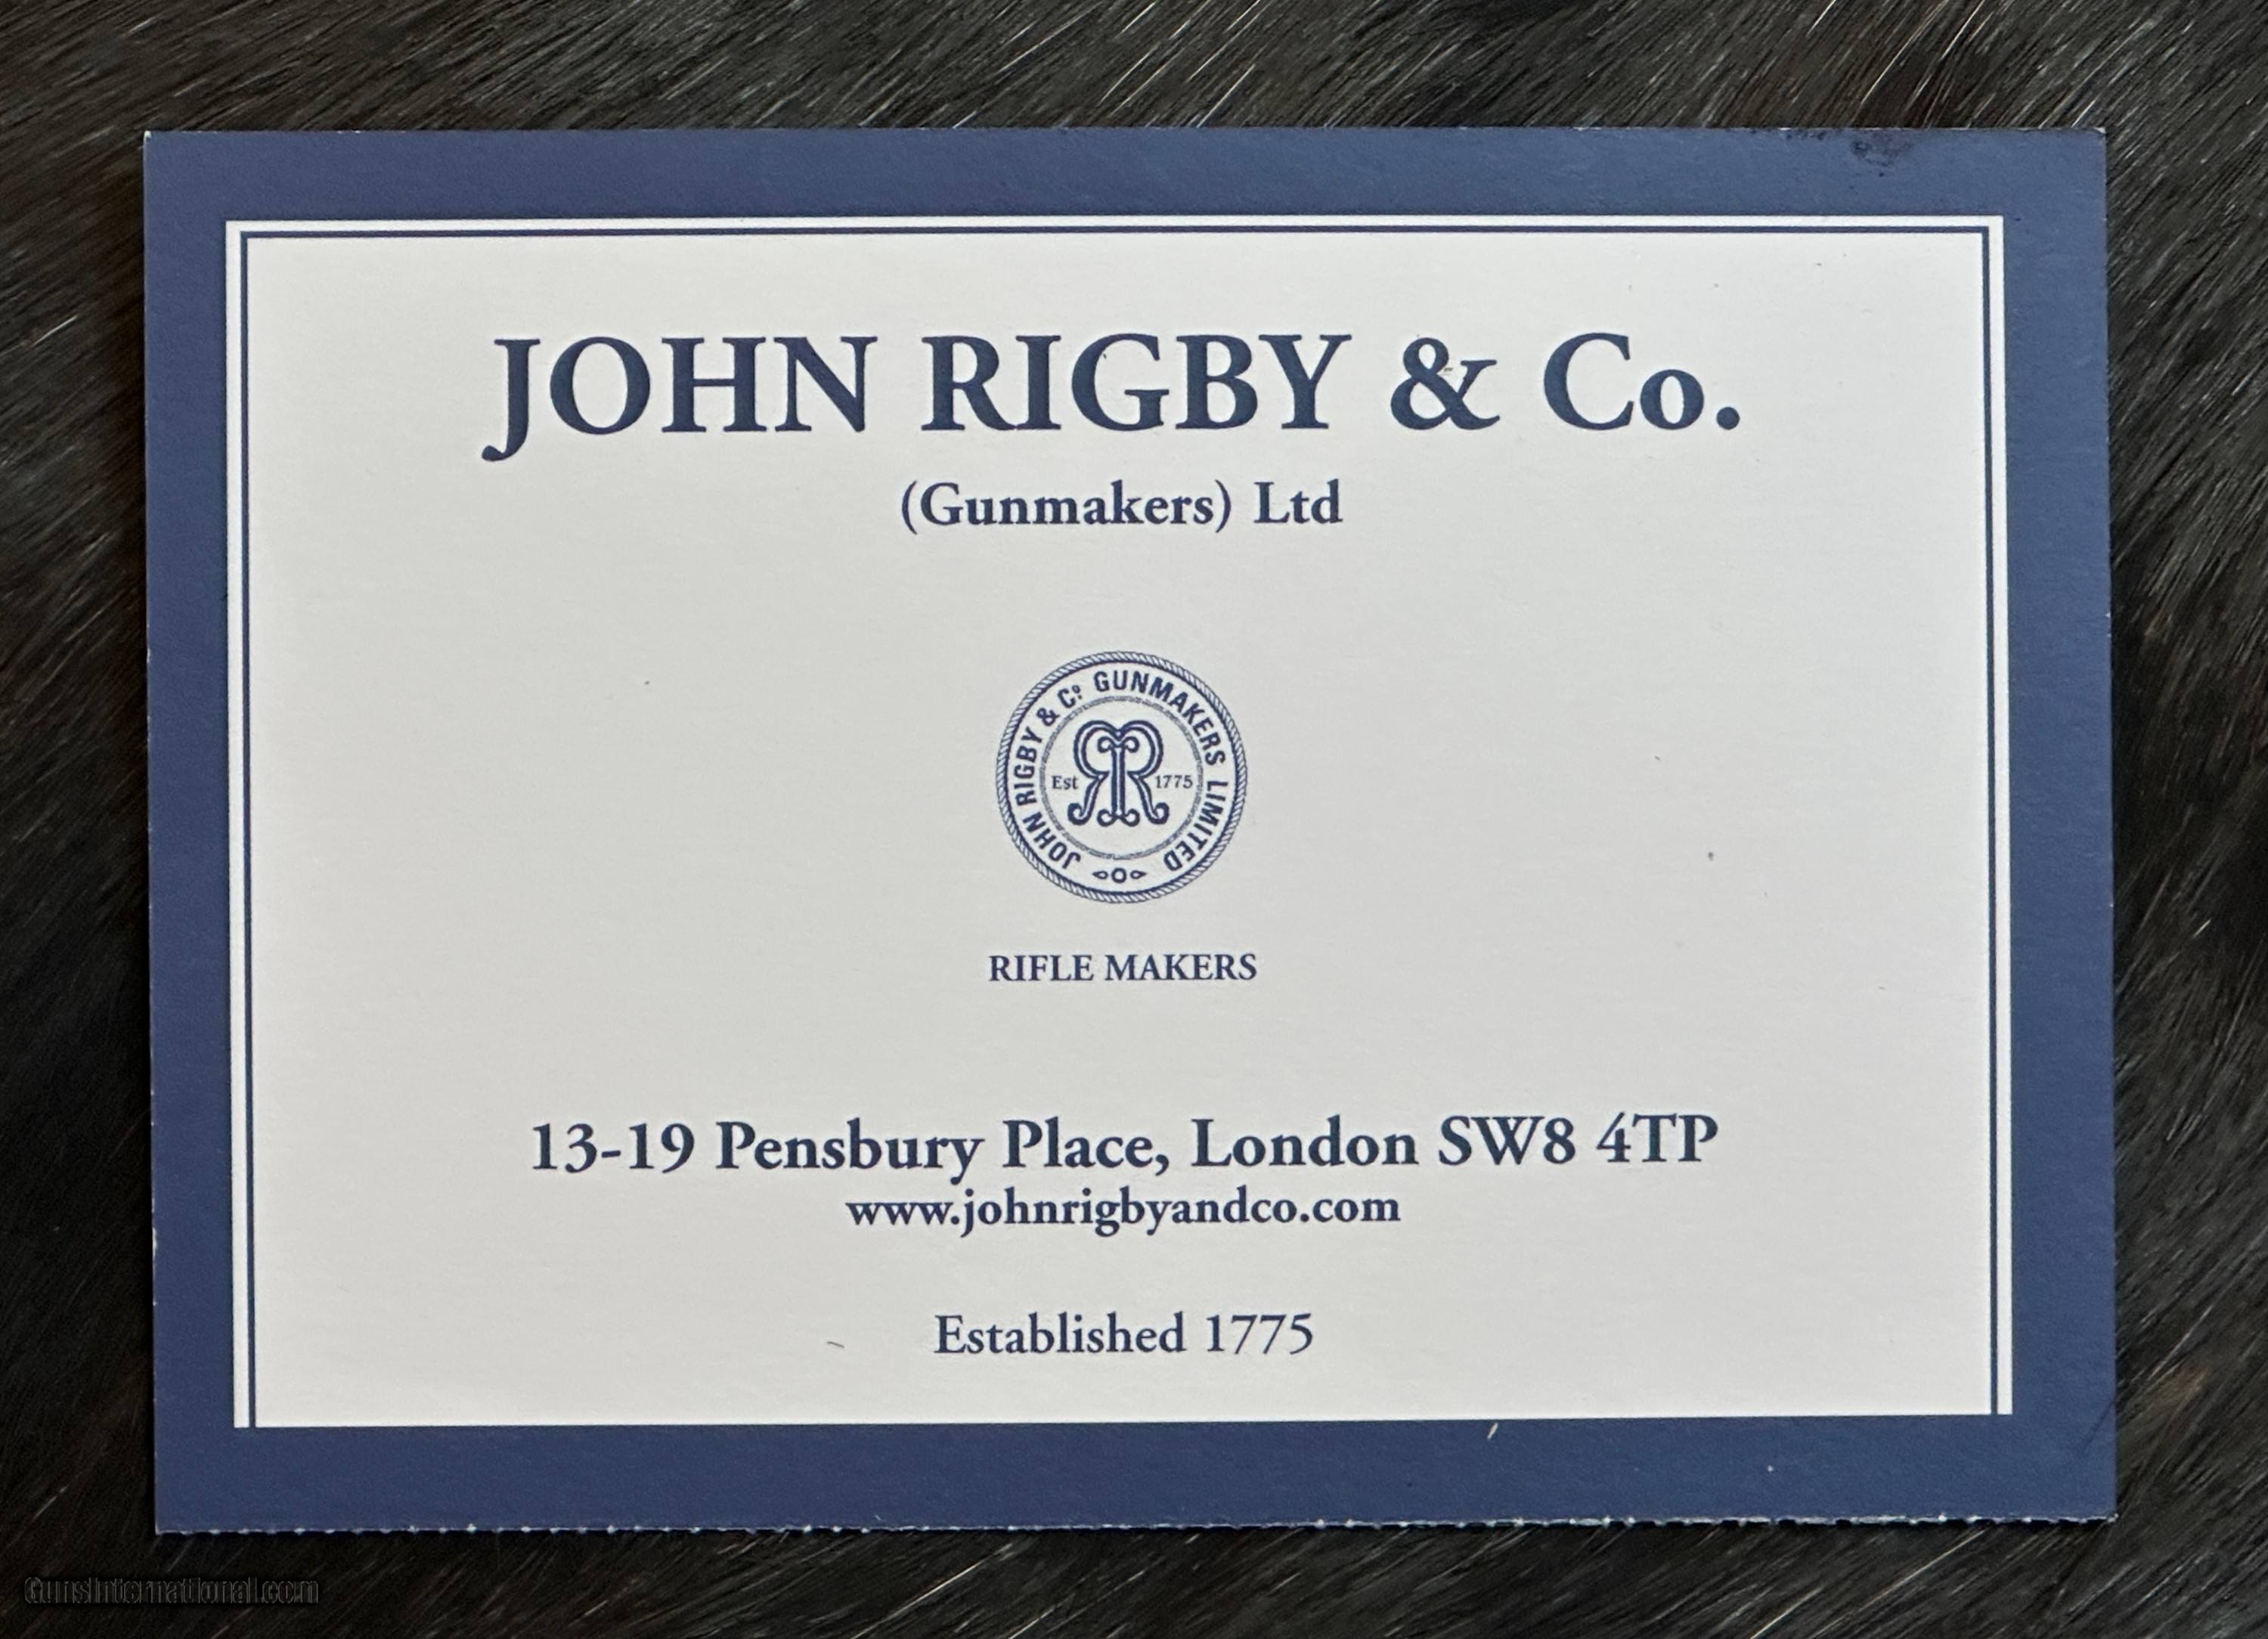 JOHN RIGBY & Co.
(Gunmakers) Ltd
JOHN RIGBY & Cº GUNMAKERS LIMITED
Est 1775
RIFLE MAKERS
13-19 Pensbury Place, London SW8 4TP
www.johnrigbyandco.com
Established 1775
GunsInternational.com